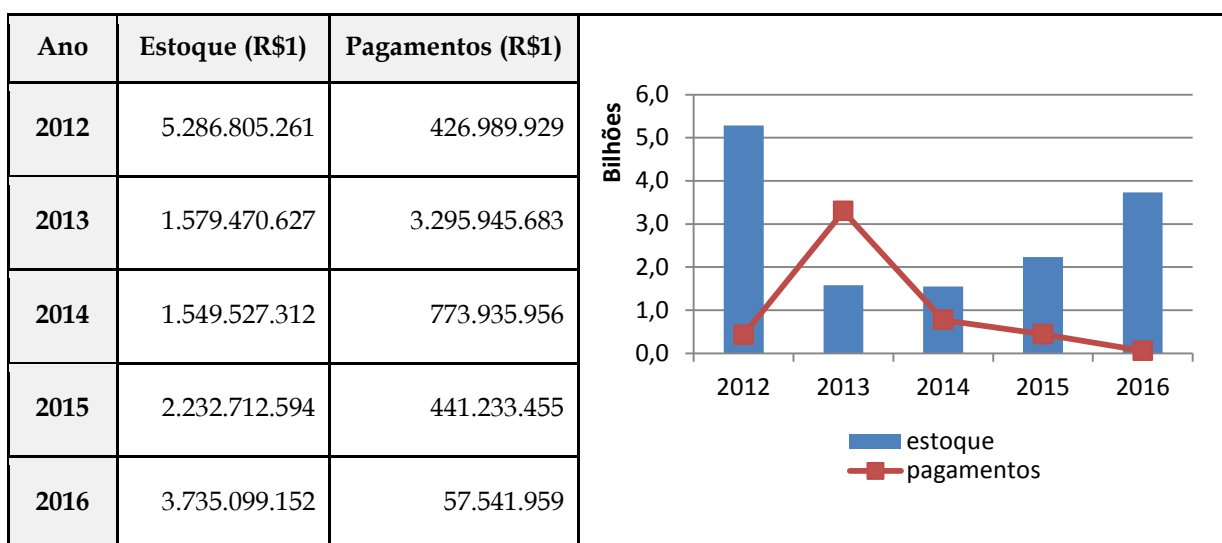 Ano Estoque (R$1) Pagamentos (R$1)
2012 5.286.805.261 426.989.929
2013 1.579.470.627 3.295.945.683
2014 1.549.527.312 773.935.956
2015 2.232.712.594 441.233.455
2016 3.735.099.152 57.541.959
Bilhões
6,0
5,0
4,0
3,0
2,0
1,0
0,0
2012 2013 2014 2015 2016
estoque
pagamentos